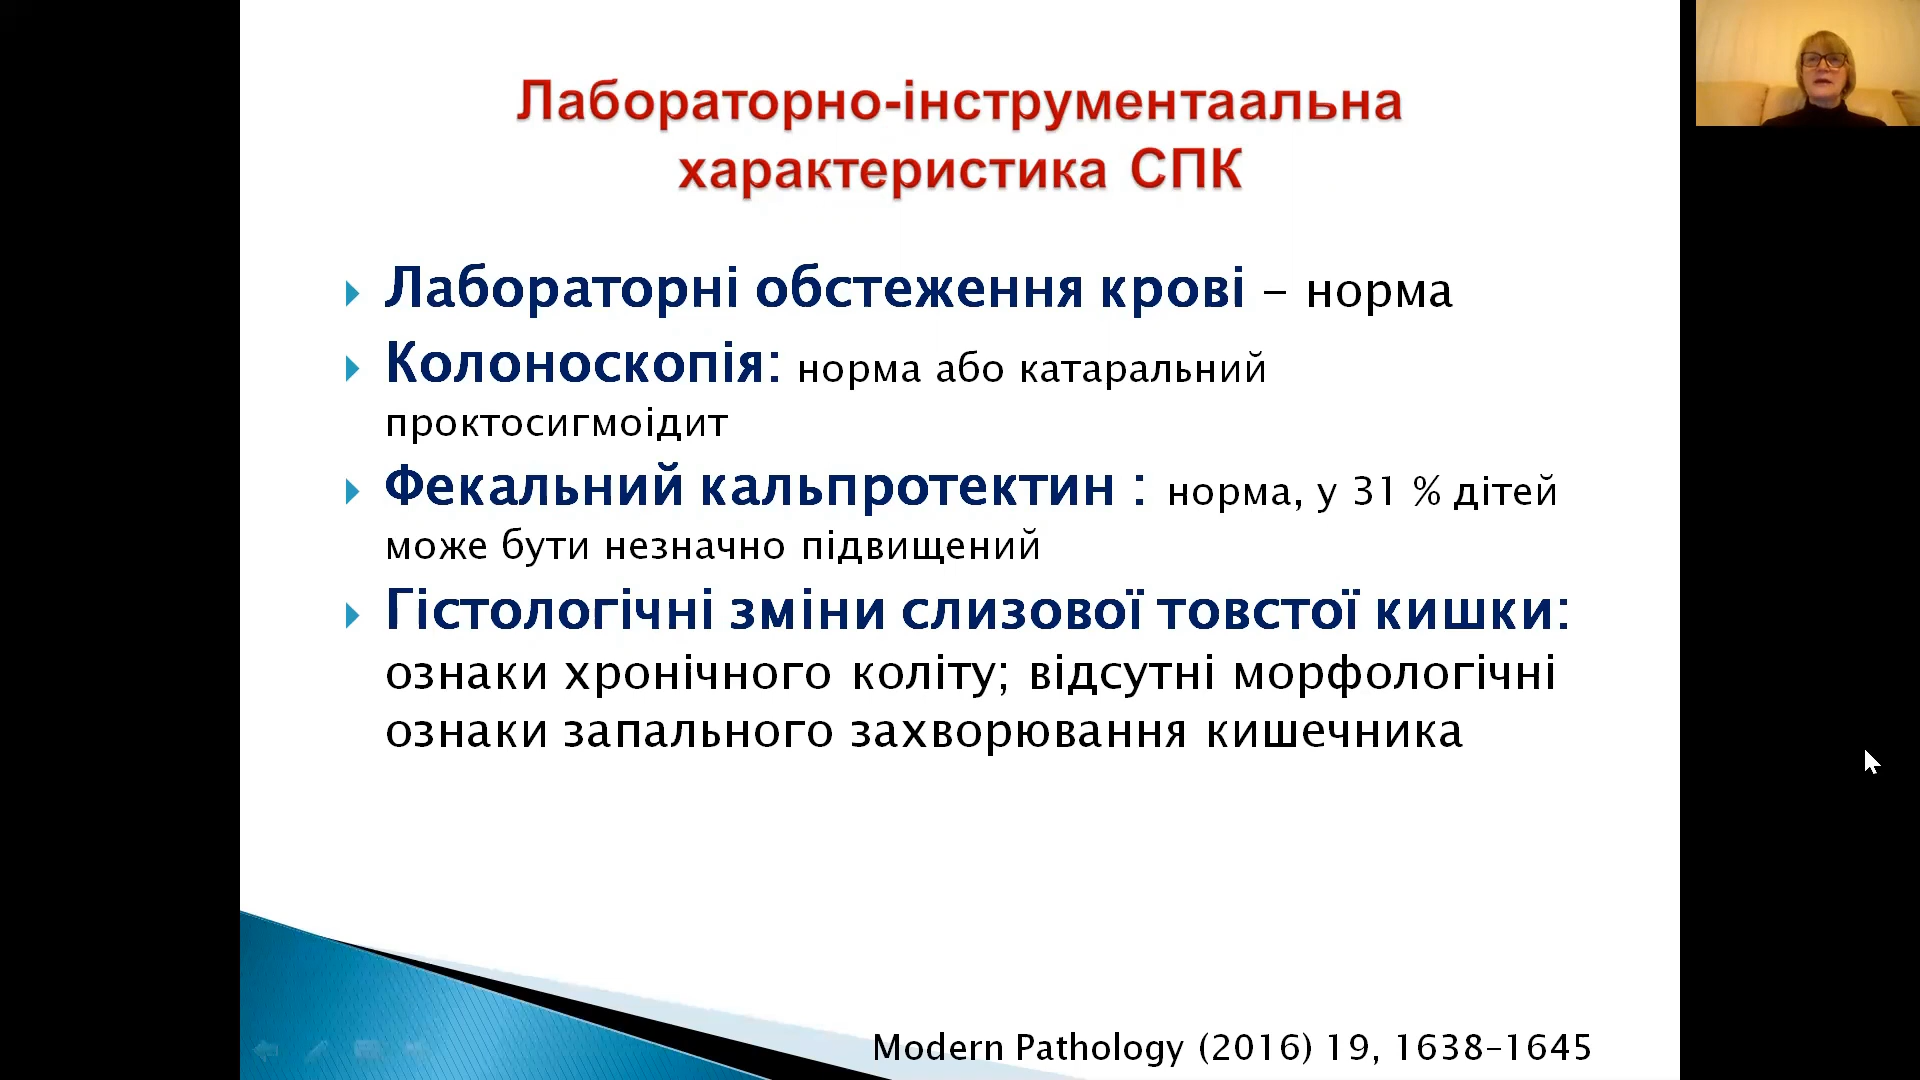 Лабораторно-інструментаальна
характеристика СПК
Лабораторні обстеження крові – норма
Колоноскопія: норма або катаральний
проктосигмоідит
Фекальний кальпротектин : норма, у 31 % дітей
може бути незначно підвищений
Гістологічні зміни слизової товстої кишки:
ознаки хронічного коліту; відсутні морфологічні
ознаки запального захворювання кишечника
Modern Pathology (2016) 19, 1638–1645